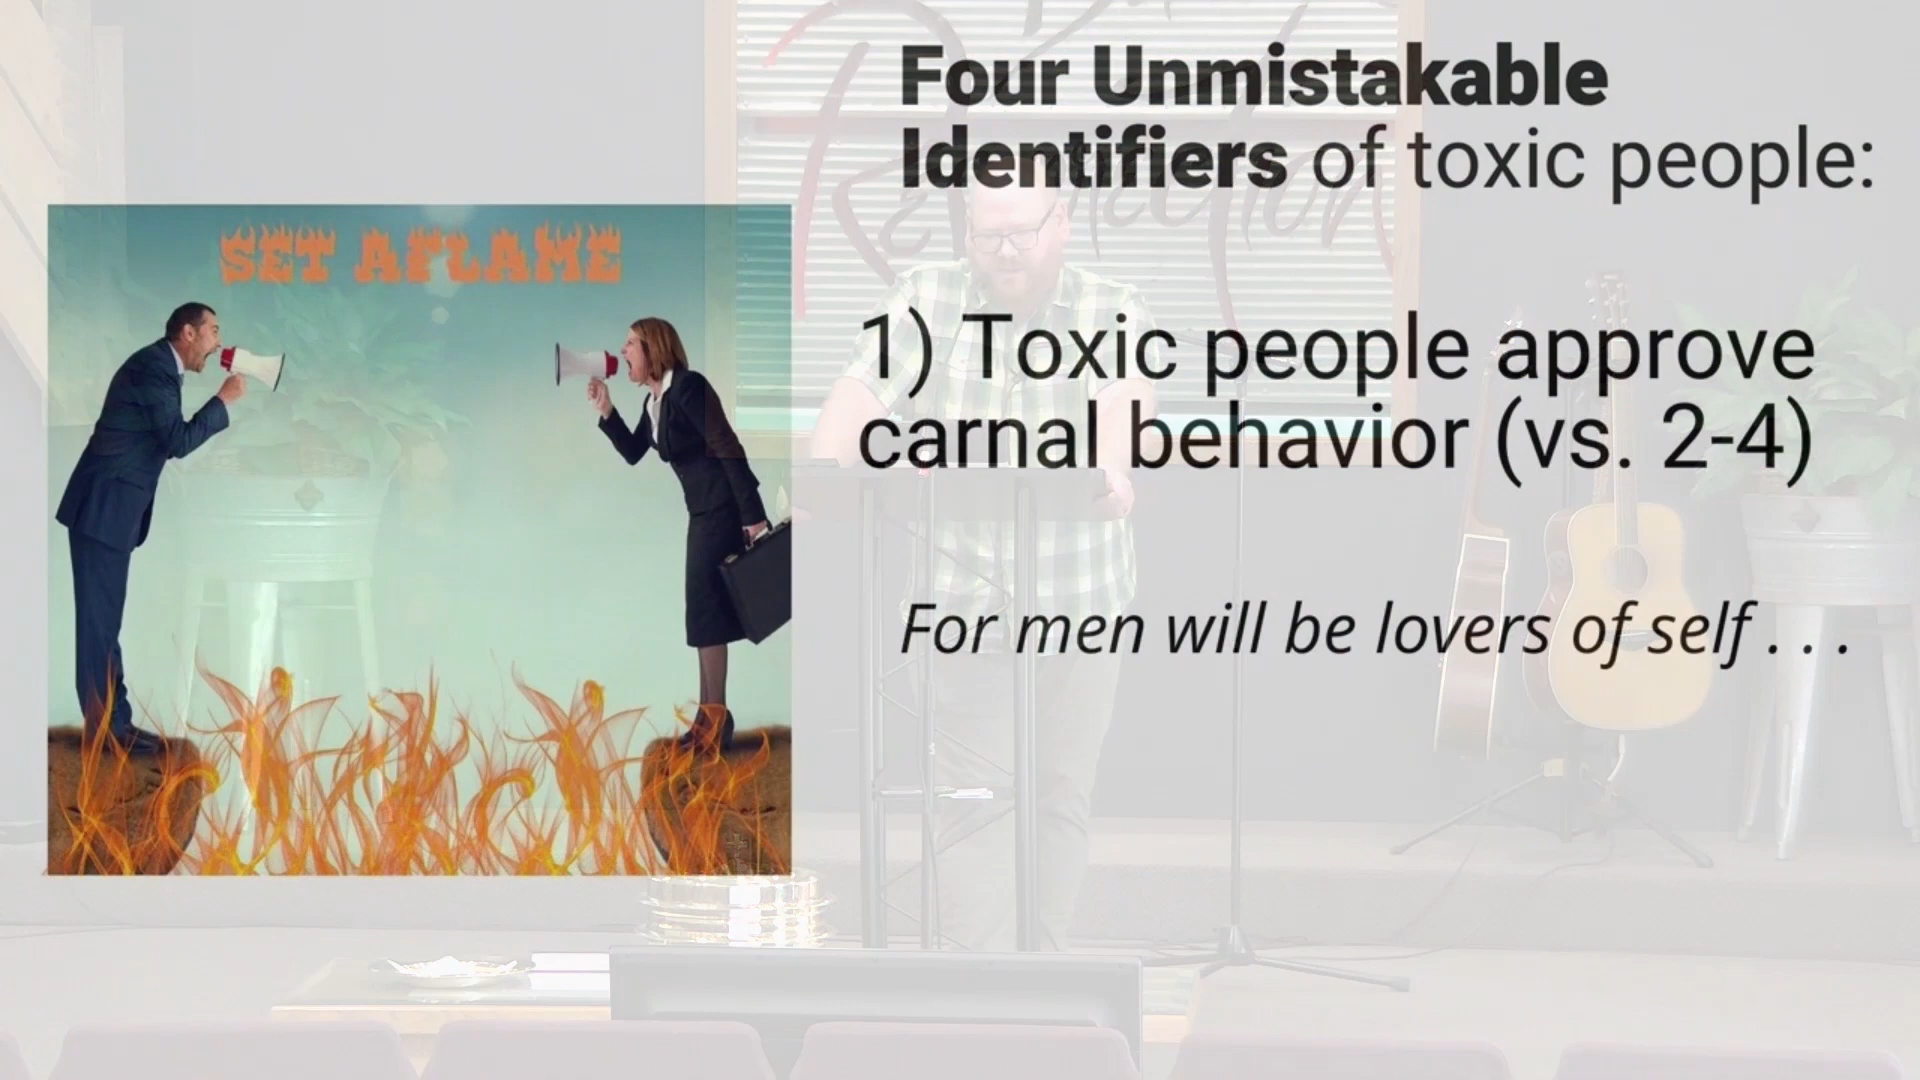 Four Unmistakable
Identifiers of toxic people:
SET AFLAME
1) Toxic people approve
carnal behavior (vs. 2-4)
For men will be lovers of self . . .